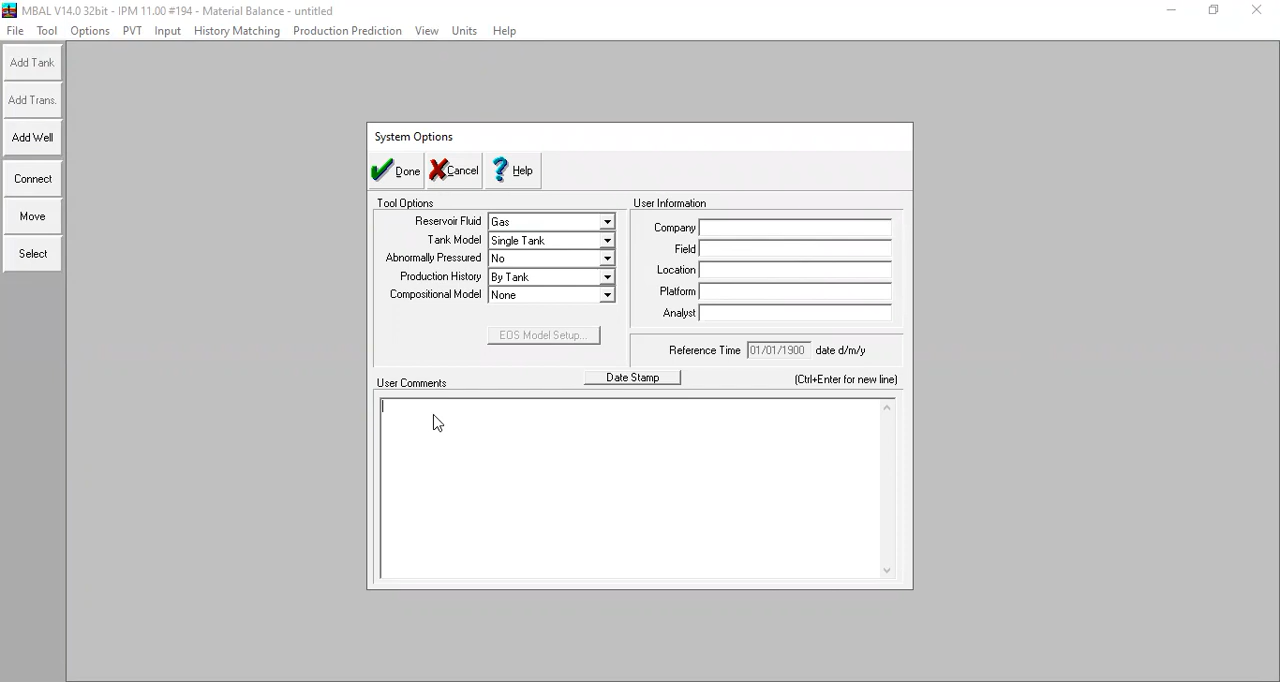 MBAL V14.0 32bit - IPM 11.00 #194 - Material Balance - untitled
File Tool Options PVT Input History Matching Production Prediction View Units Help
Add Tank
Add Trans.
Add Well
Connect
Move
Select
System Options
Done Cancel Help
Tool Options
Reservoir Fluid Gas
Tank Model Single Tank
Abnormally Pressured No
Production History By Tank
Compositional Model None
EOS Model Setup...
User Information
Company
Field
Location
Platform
Analyst
Reference Time 01/01/1900 date d/m/y
User Comments Date Stamp (Ctrl+Enter for new line)